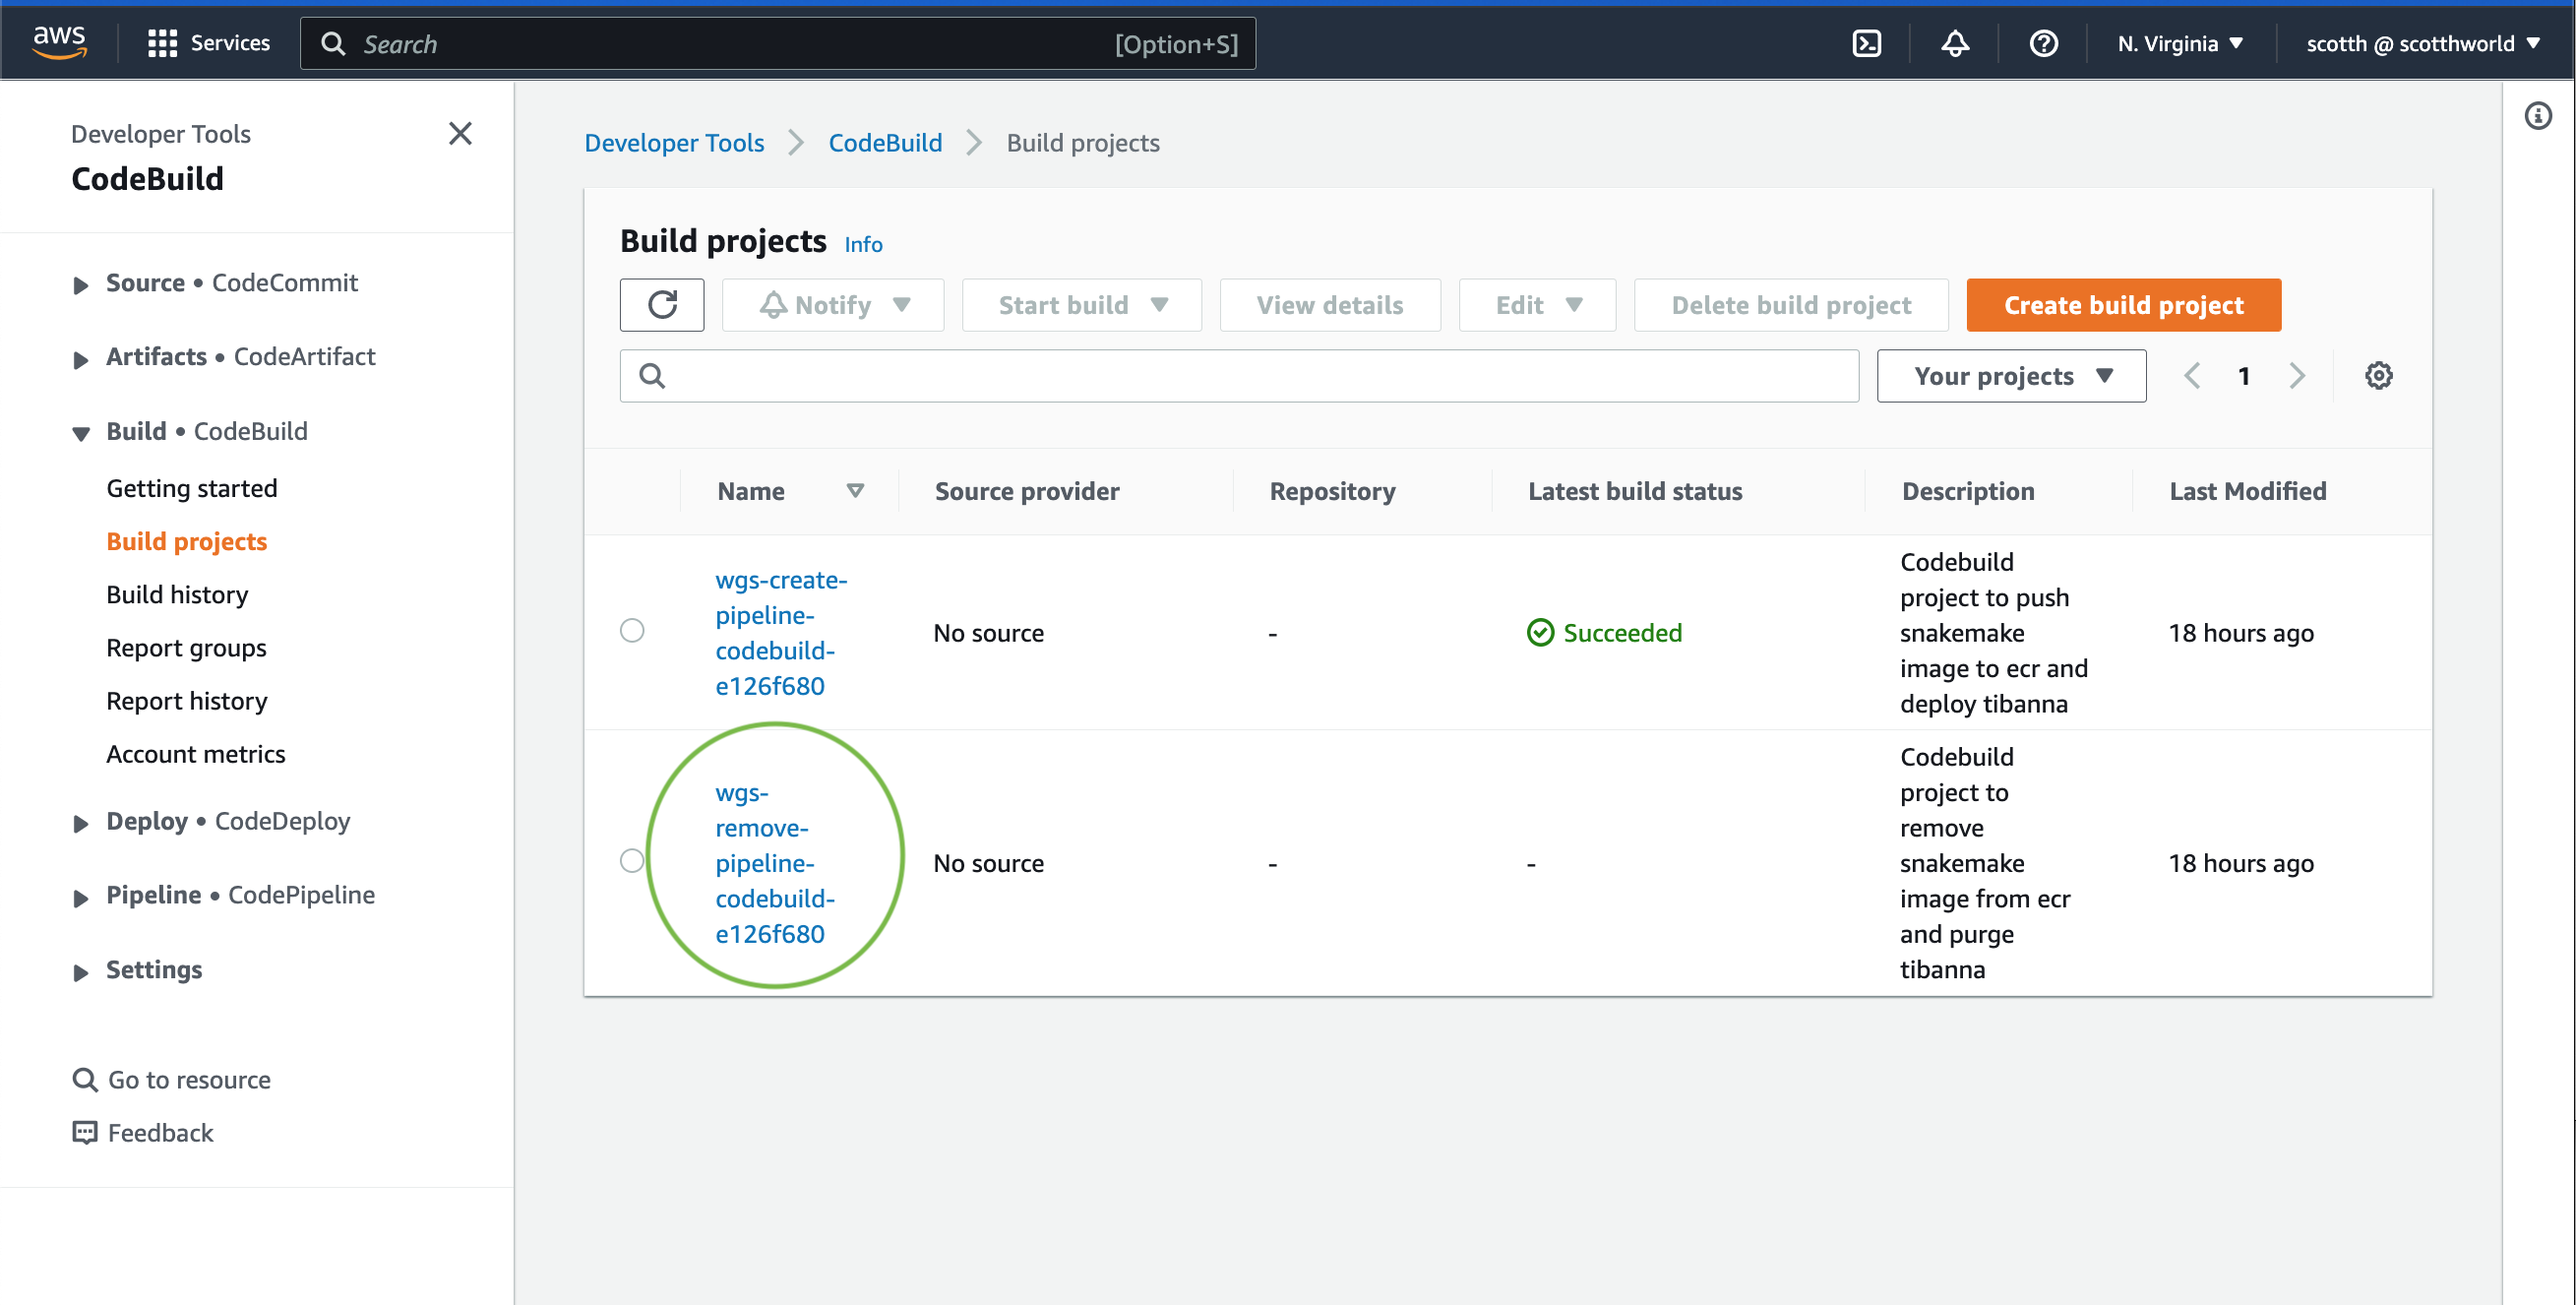 aws
Services
Search
[Option+S]
N. Virginia
scotth @ scotthworld
Developer Tools
CodeBuild
Source • CodeCommit
Artifacts • CodeArtifact
Build • CodeBuild
Getting started
Build projects
Build history
Report groups
Report history
Account metrics
Deploy • CodeDeploy
Pipeline • CodePipeline
Settings
Go to resource
Feedback
Developer Tools
CodeBuild
Build projects
Build projects
Info
Notify
Start build
View details
Edit
Delete build project
Create build project
Your projects
1
Name
Source provider
Repository
Latest build status
Description
Last Modified
wgs-create-
pipeline-
codebuild-
e126f680
No source
-
Succeeded
Codebuild
project to push
snakemake
image to ecr and
deploy tibanna
18 hours ago
wgs-
remove-
pipeline-
codebuild-
e126f680
No source
-
-
Codebuild
project to
remove
snakemake
image from ecr
and purge
tibanna
18 hours ago